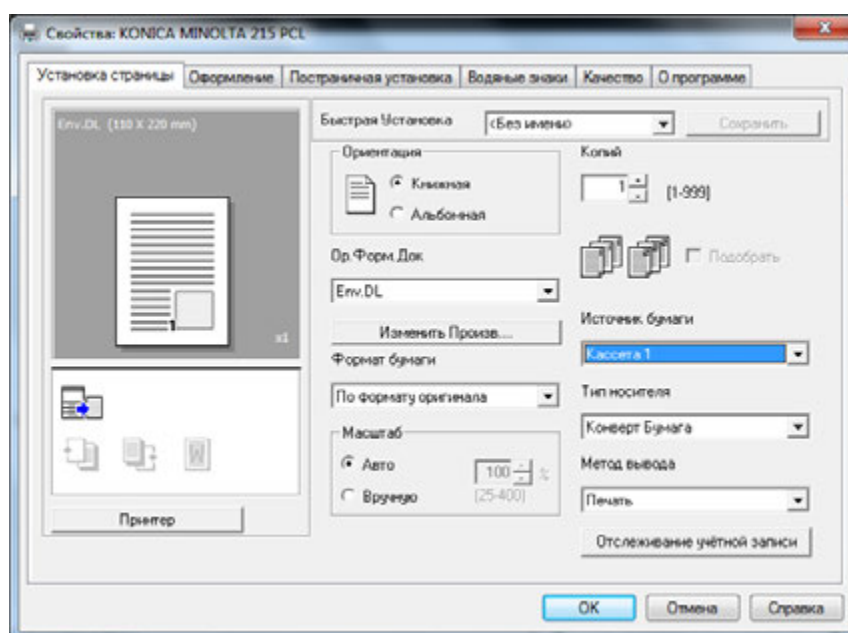 Свойства: KONICA MINOLTA 215 PCL
Установка страницы Оформление Постраничная установка Водяные знаки Качество О программе
Env.DL (110 X 220 mm)
x1
Принтер
Быстрая Установка (Без имени) Сохранить
Ориентация
Книжная
Альбомная
Ор.Форм.Док
Env.DL
Изменить Произв....
Формат бумаги
По формату оригинала
Масштаб
Авто
Вручную
100 %
(25-400)
Копий
1 (1-999)
Подобрать
Источник бумаги
Кассета 1
Тип носителя
Конверт Бумага
Метод вывода
Печать
Отслеживание учётной записи
OK Отмена Справка